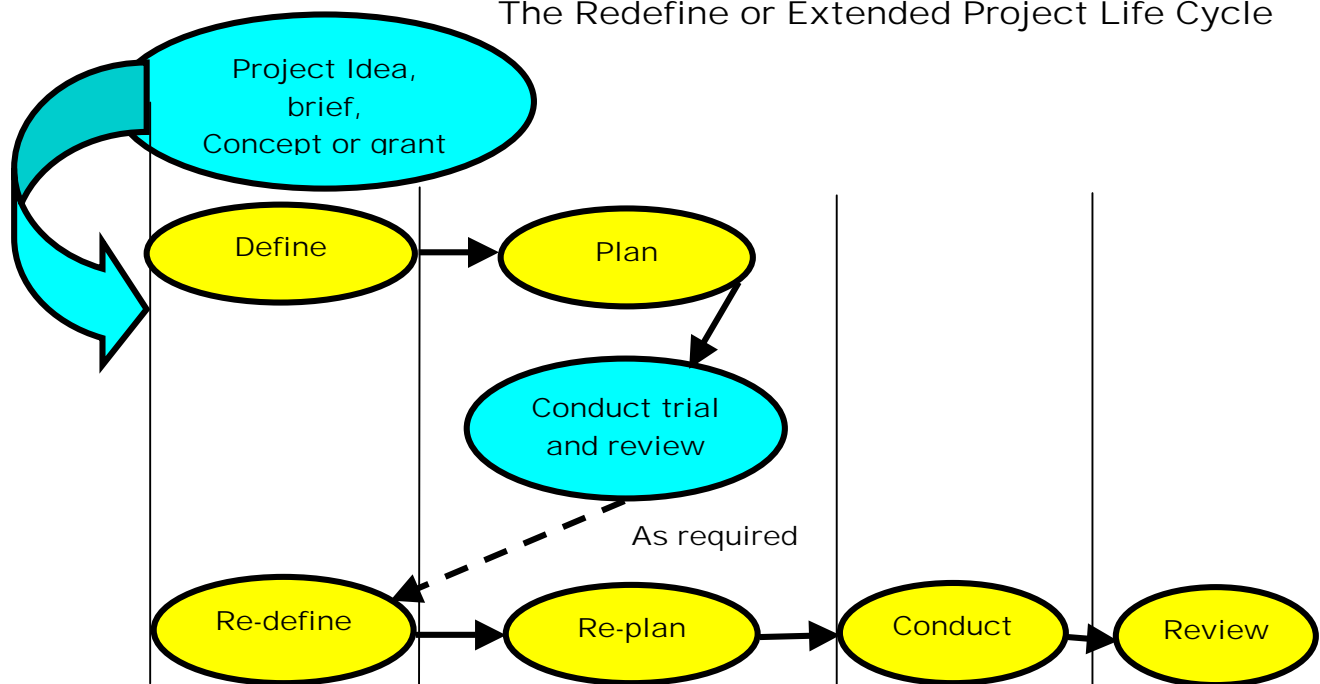 The Redefine or Extended Project Life Cycle
Project Idea,
brief,
Concept or grant
Define
Plan
Conduct trial
and review
As required
Re-define
Re-plan
Conduct
Review